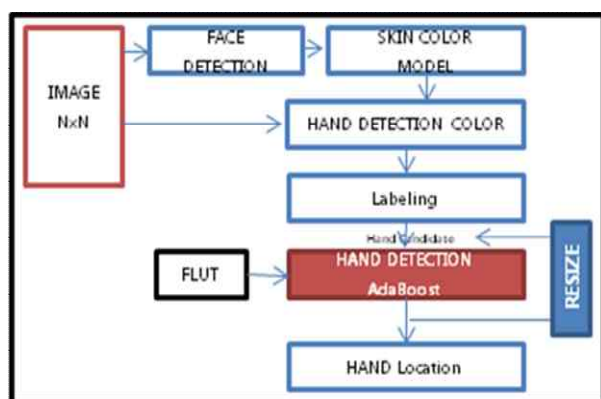 FACE
DETECTION
SKIN COLOR
MODEL
IMAGE
N×N
HAND DETECTION COLOR
Labeling
Hand Candidate
FLUT
HAND DETECTION
AdaBoost
RESIZE
HAND Location